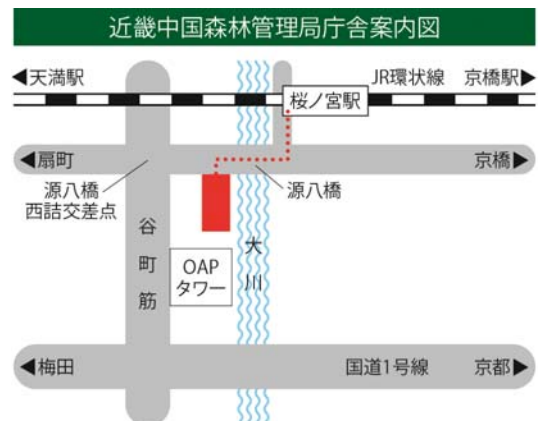 近畿中国森林管理局庁舎案内図
◀天満駅
JR環状線
京橋駅▶
桜ノ宮駅
◀扇町
京橋▶
源八橋
西詰交差点
源八橋
谷町筋
大川
OAP
タワー
◀梅田
国道1号線
京都▶